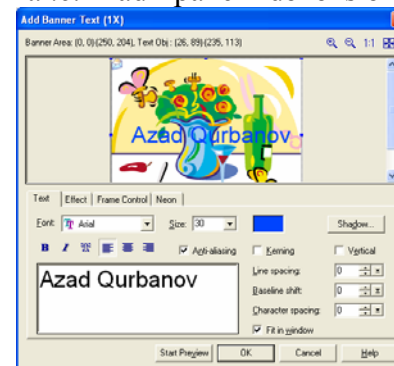 Add Banner Text (1X)
Banner Area: (0, 0)(250, 204), Text Obj: (26, 89)(235, 113)
1:1
Azad Qurbanov
Text Effect Frame Control Neon
Font: Arial Size: 30 Shadow...
B I Anti-aliasing Kerning Vertical
Azad Qurbanov
Line spacing: 0
Baseline shift: 0
Character spacing: 0
Fit in window
Start Preview OK Cancel Help